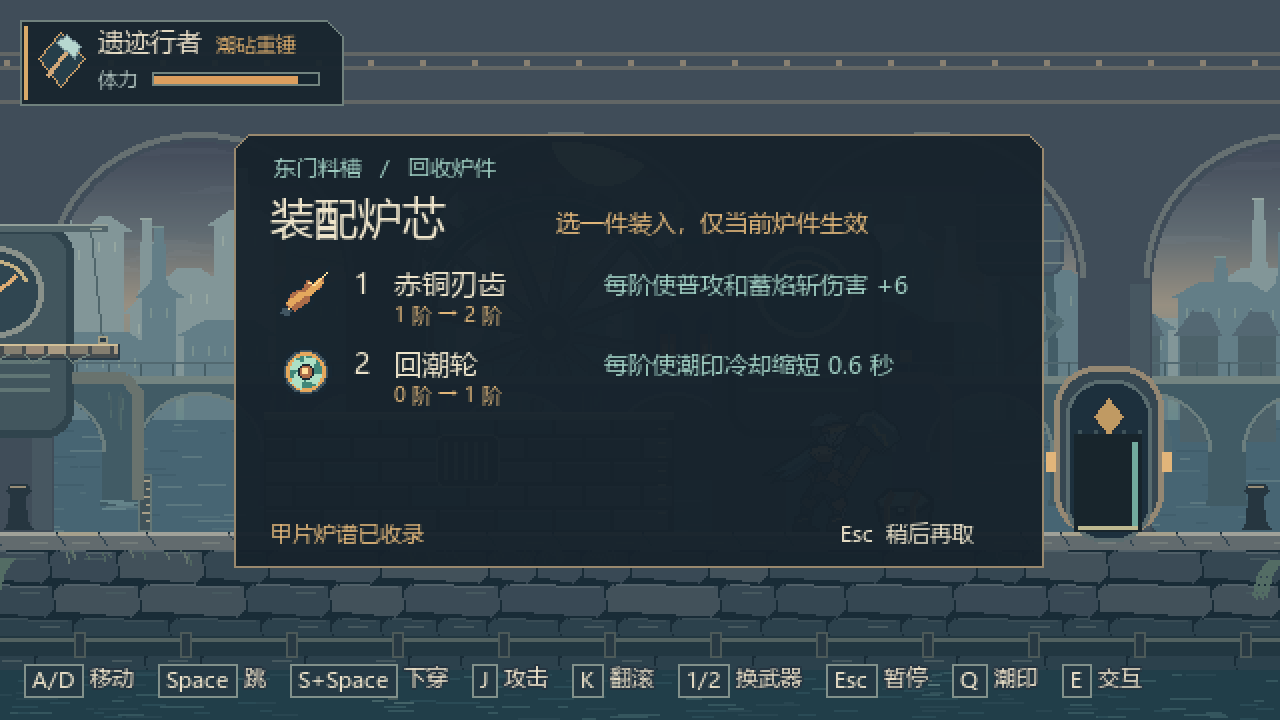 遗迹行者 潮砧重锤
体力
东门料槽 / 回收炉件
装配炉芯 选一件装入，仅当前炉件生效
1 赤铜刃齿 每阶使普攻和蓄焰斩伤害 +6
1 阶 → 2 阶
2 回潮轮 每阶使潮印冷却缩短 0.6 秒
0 阶 → 1 阶
甲片炉谱已收录 Esc 稍后再取
A/D 移动 Space 跳 S+Space 下穿 J 攻击 K 翻滚 1/2 换武器 Esc 暂停 Q 潮印 E 交互